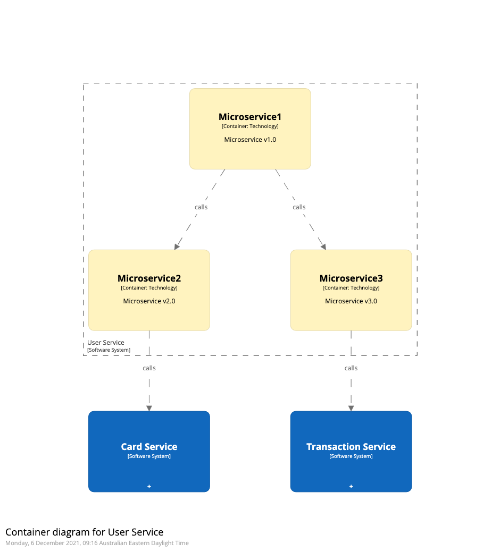 Microservice1
[Container: Technology]
Microservice v1.0
calls
calls
Microservice2
[Container: Technology]
Microservice v2.0
Microservice3
[Container: Technology]
Microservice v3.0
User Service
[Software System]
calls
calls
Card Service
[Software System]
+
Transaction Service
[Software System]
+
Container diagram for User Service
Monday, 6 December 2021, 09:16 Australian Eastern Daylight Time